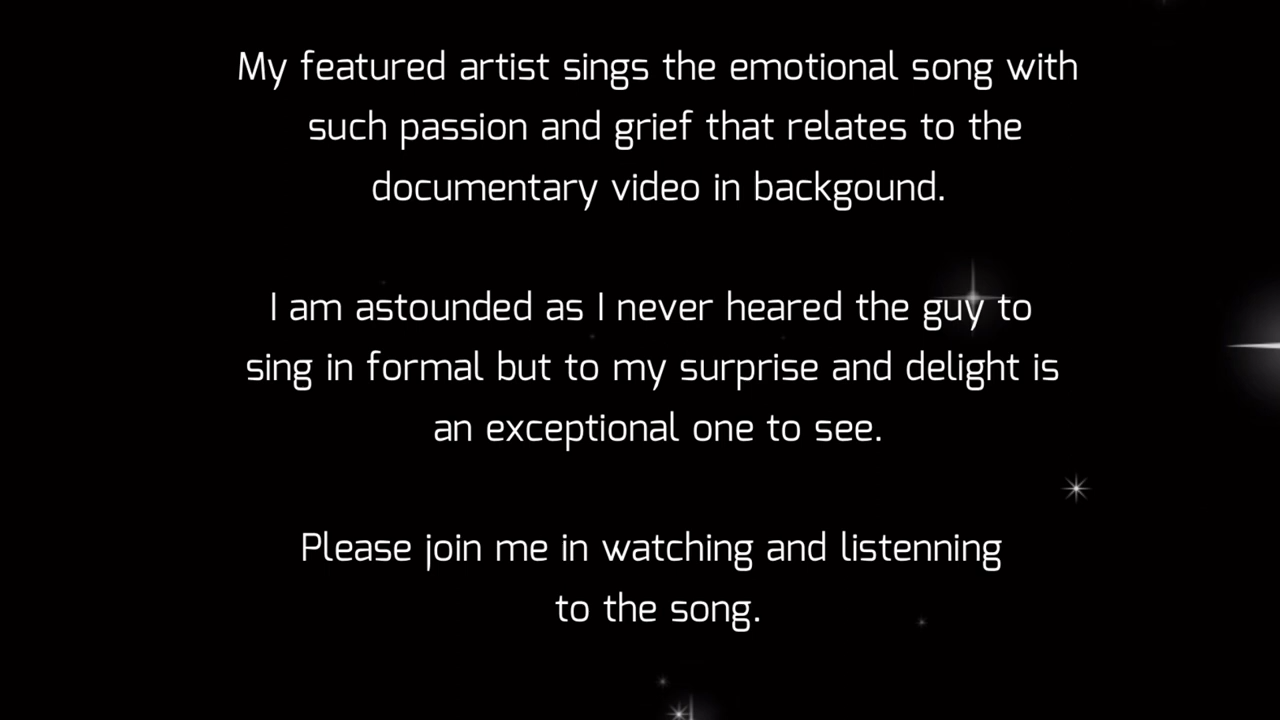 My featured artist sings the emotional song with
such passion and grief that relates to the
documentary video in backgound.
I am astounded as I never heared the guy to
sing in formal but to my surprise and delight is
an exceptional one to see.
Please join me in watching and listenning
to the song.